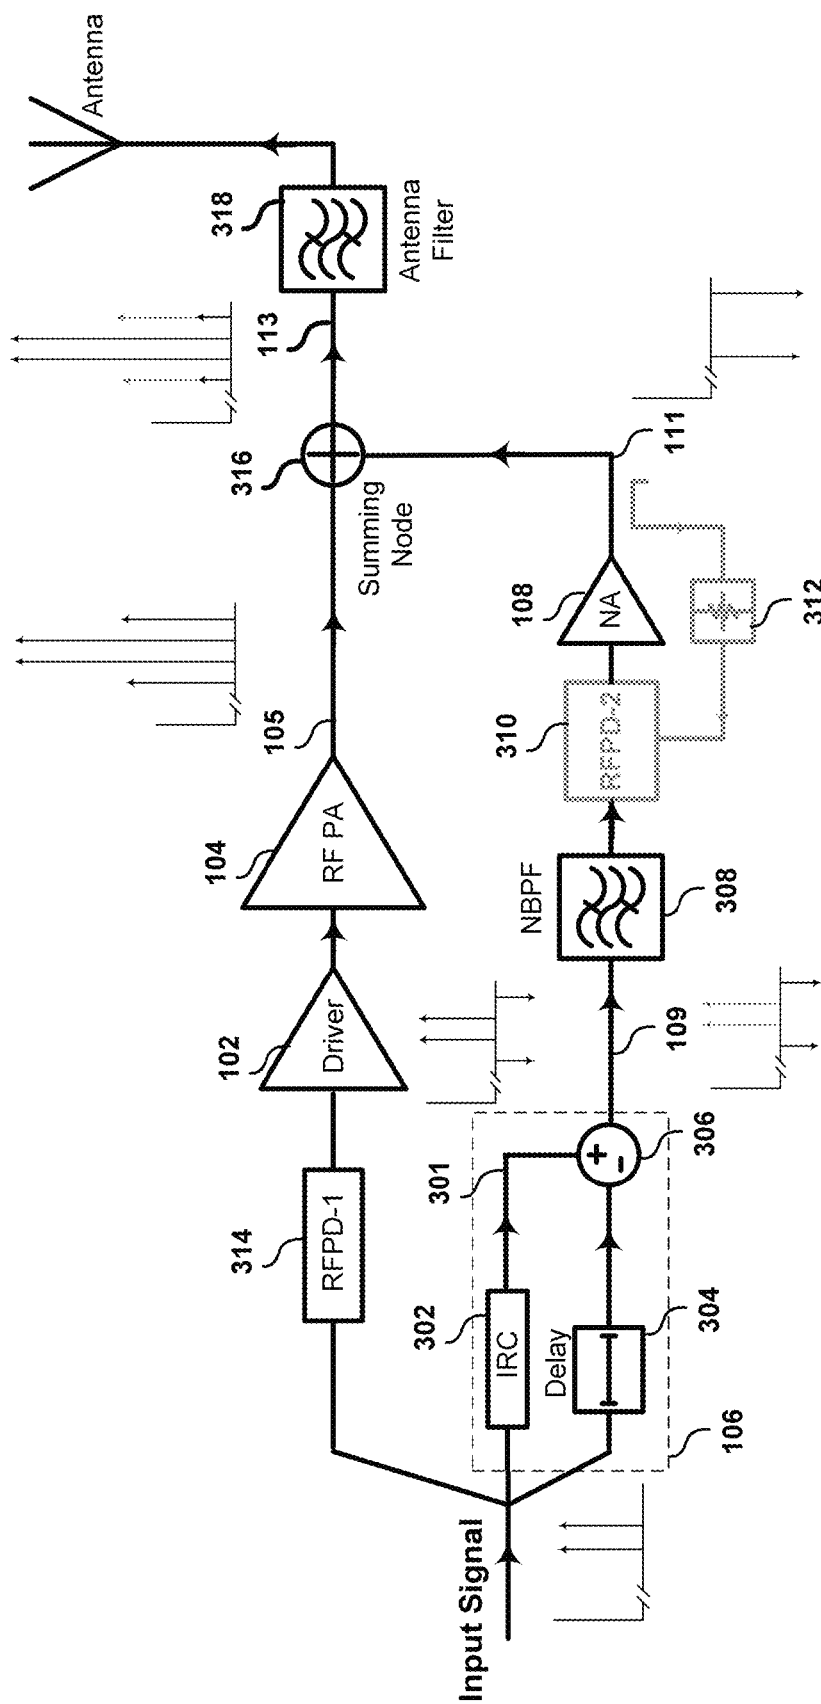 Input Signal
106
RFPD-1
314
IRC
302
301
Delay
304
306
109
Driver
102
RF PA
104
105
NBPF
308
RFPD-2
310
NA
108
312
111
Summing
Node
316
113
318
Antenna
Filter
Antenna